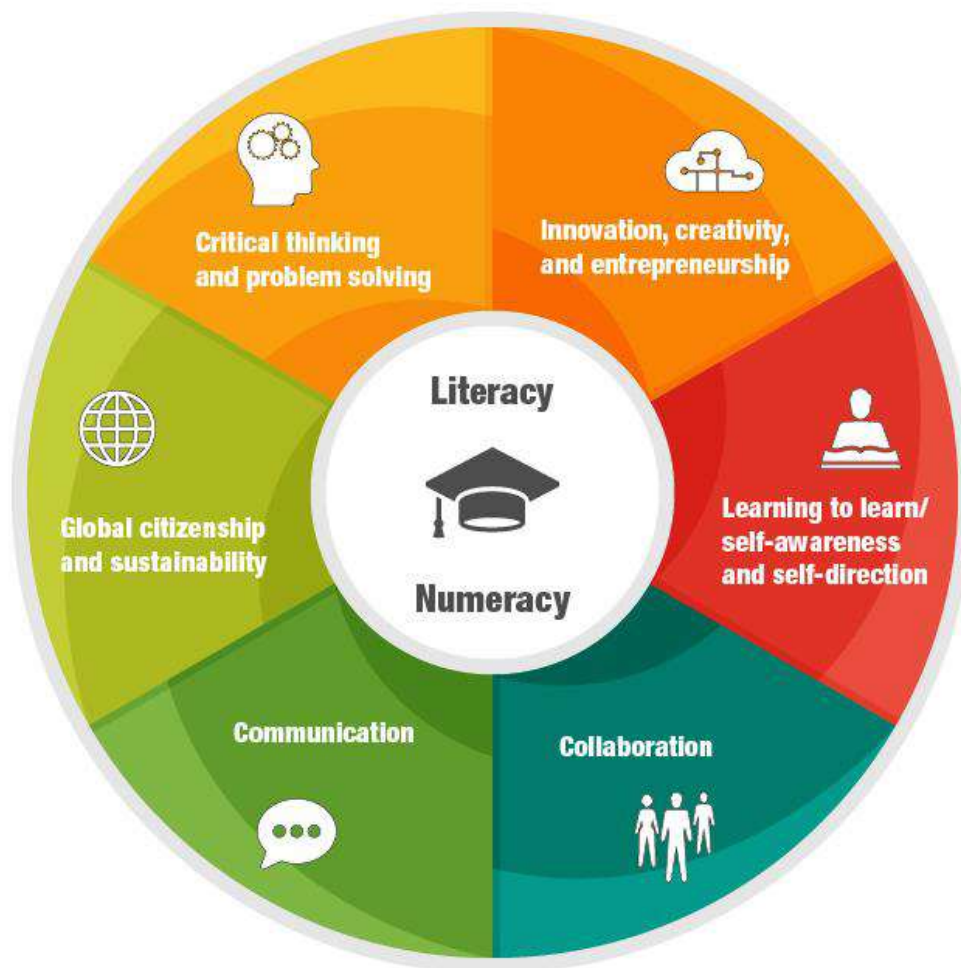 Critical thinking
and problem solving
Innovation, creativity,
and entrepreneurship
Literacy
Numeracy
Global citizenship
and sustainability
Learning to learn/
self-awareness
and self-direction
Communication
Collaboration